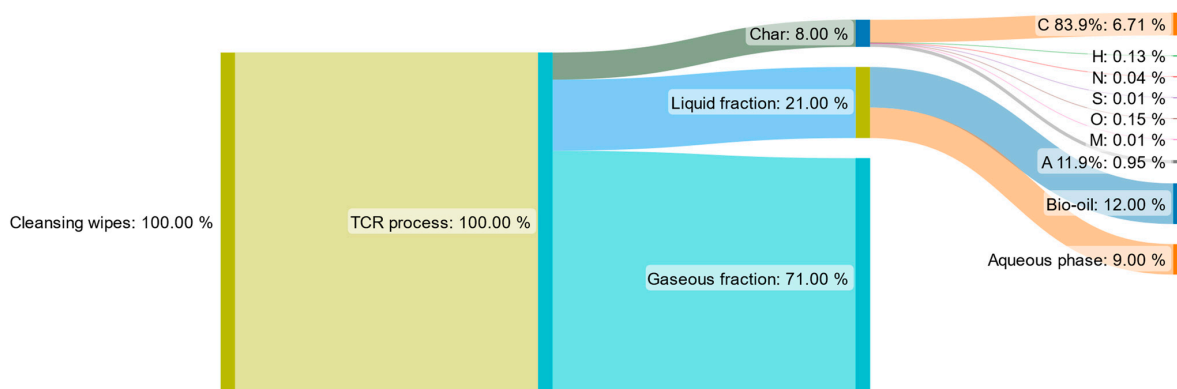 Cleansing wipes: 100.00 %
TCR process: 100.00 %
Char: 8.00 %
Liquid fraction: 21.00 %
Gaseous fraction: 71.00 %
C 83.9%: 6.71 %
H: 0.13 %
N: 0.04 %
S: 0.01 %
O: 0.15 %
M: 0.01 %
A 11.9%: 0.95 %
Bio-oil: 12.00 %
Aqueous phase: 9.00 %